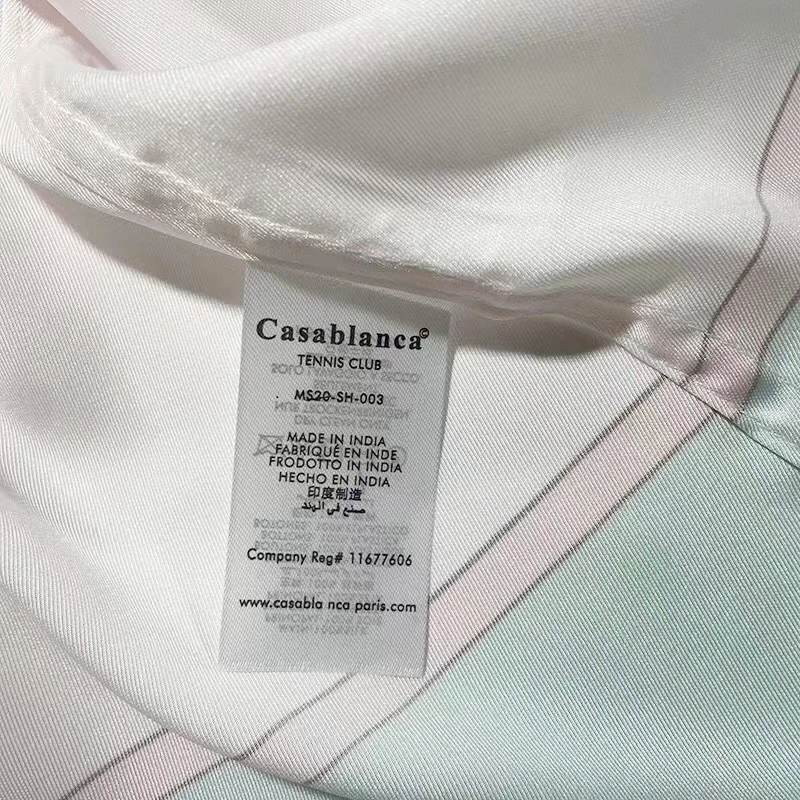 Casablanca©
TENNIS CLUB
MS20-SH-003
MADE IN INDIA
FABRIQUÉ EN INDE
FRODOTTO IN INDIA
HECHO EN INDIA
印度制造
صنع في الهند
Company Reg# 11677606
www.casabla nca paris.com